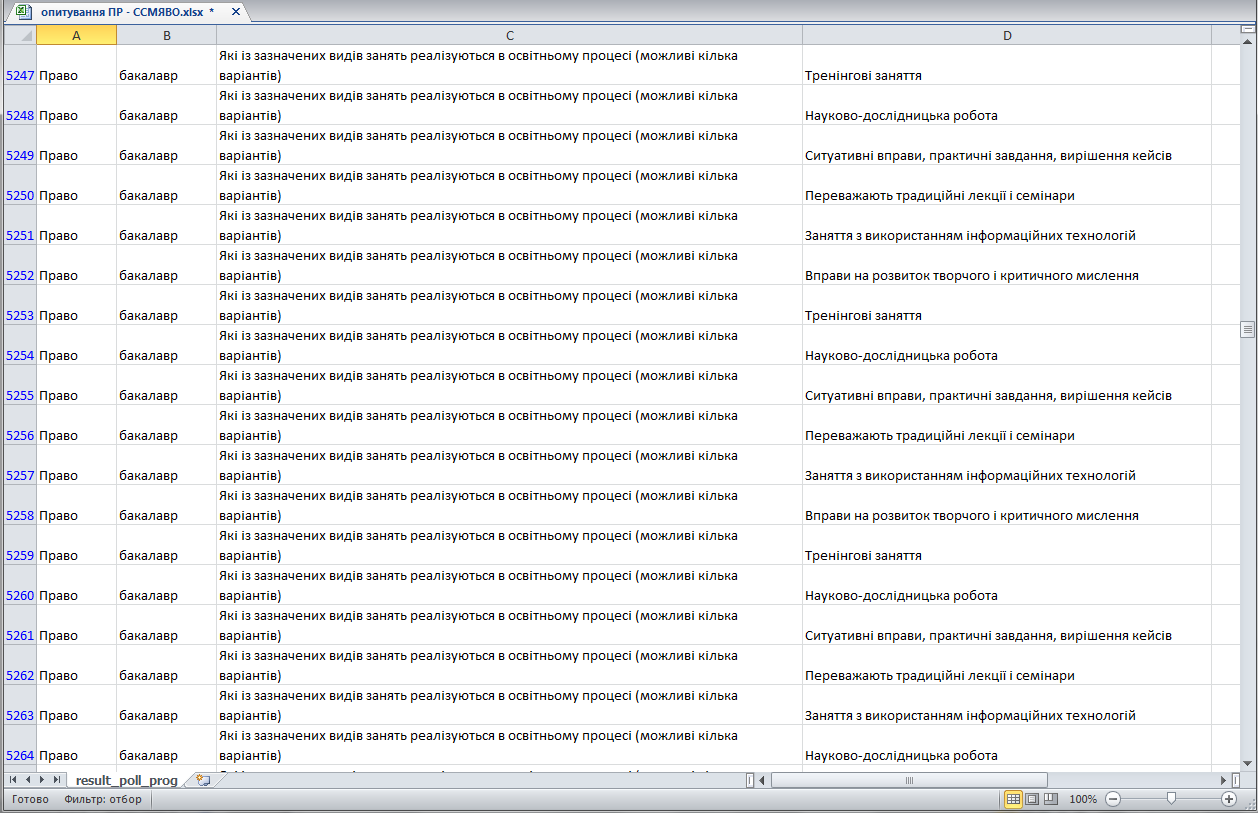 опитування ПР - ССМЯВО.xlsx *
A B C D
Які із зазначених видів занять реалізуються в освітньому процесі (можливі кілька
5247 Право бакалавр варіантів) Тренінгові заняття
Які із зазначених видів занять реалізуються в освітньому процесі (можливі кілька
5248 Право бакалавр варіантів) Науково-дослідницька робота
Які із зазначених видів занять реалізуються в освітньому процесі (можливі кілька
5249 Право бакалавр варіантів) Ситуативні вправи, практичні завдання, вирішення кейсів
Які із зазначених видів занять реалізуються в освітньому процесі (можливі кілька
5250 Право бакалавр варіантів) Переважають традиційні лекції і семінари
Які із зазначених видів занять реалізуються в освітньому процесі (можливі кілька
5251 Право бакалавр варіантів) Заняття з використанням інформаційних технологій
Які із зазначених видів занять реалізуються в освітньому процесі (можливі кілька
5252 Право бакалавр варіантів) Вправи на розвиток творчого і критичного мислення
Які із зазначених видів занять реалізуються в освітньому процесі (можливі кілька
5253 Право бакалавр варіантів) Тренінгові заняття
Які із зазначених видів занять реалізуються в освітньому процесі (можливі кілька
5254 Право бакалавр варіантів) Науково-дослідницька робота
Які із зазначених видів занять реалізуються в освітньому процесі (можливі кілька
5255 Право бакалавр варіантів) Ситуативні вправи, практичні завдання, вирішення кейсів
Які із зазначених видів занять реалізуються в освітньому процесі (можливі кілька
5256 Право бакалавр варіантів) Переважають традиційні лекції і семінари
Які із зазначених видів занять реалізуються в освітньому процесі (можливі кілька
5257 Право бакалавр варіантів) Заняття з використанням інформаційних технологій
Які із зазначених видів занять реалізуються в освітньому процесі (можливі кілька
5258 Право бакалавр варіантів) Вправи на розвиток творчого і критичного мислення
Які із зазначених видів занять реалізуються в освітньому процесі (можливі кілька
5259 Право бакалавр варіантів) Тренінгові заняття
Які із зазначених видів занять реалізуються в освітньому процесі (можливі кілька
5260 Право бакалавр варіантів) Науково-дослідницька робота
Які із зазначених видів занять реалізуються в освітньому процесі (можливі кілька
5261 Право бакалавр варіантів) Ситуативні вправи, практичні завдання, вирішення кейсів
Які із зазначених видів занять реалізуються в освітньому процесі (можливі кілька
5262 Право бакалавр варіантів) Переважають традиційні лекції і семінари
Які із зазначених видів занять реалізуються в освітньому процесі (можливі кілька
5263 Право бакалавр варіантів) Заняття з використанням інформаційних технологій
Які із зазначених видів занять реалізуються в освітньому процесі (можливі кілька
5264 Право бакалавр варіантів) Науково-дослідницька робота
result_poll_prog
Готово Фильтр: отбор 100%